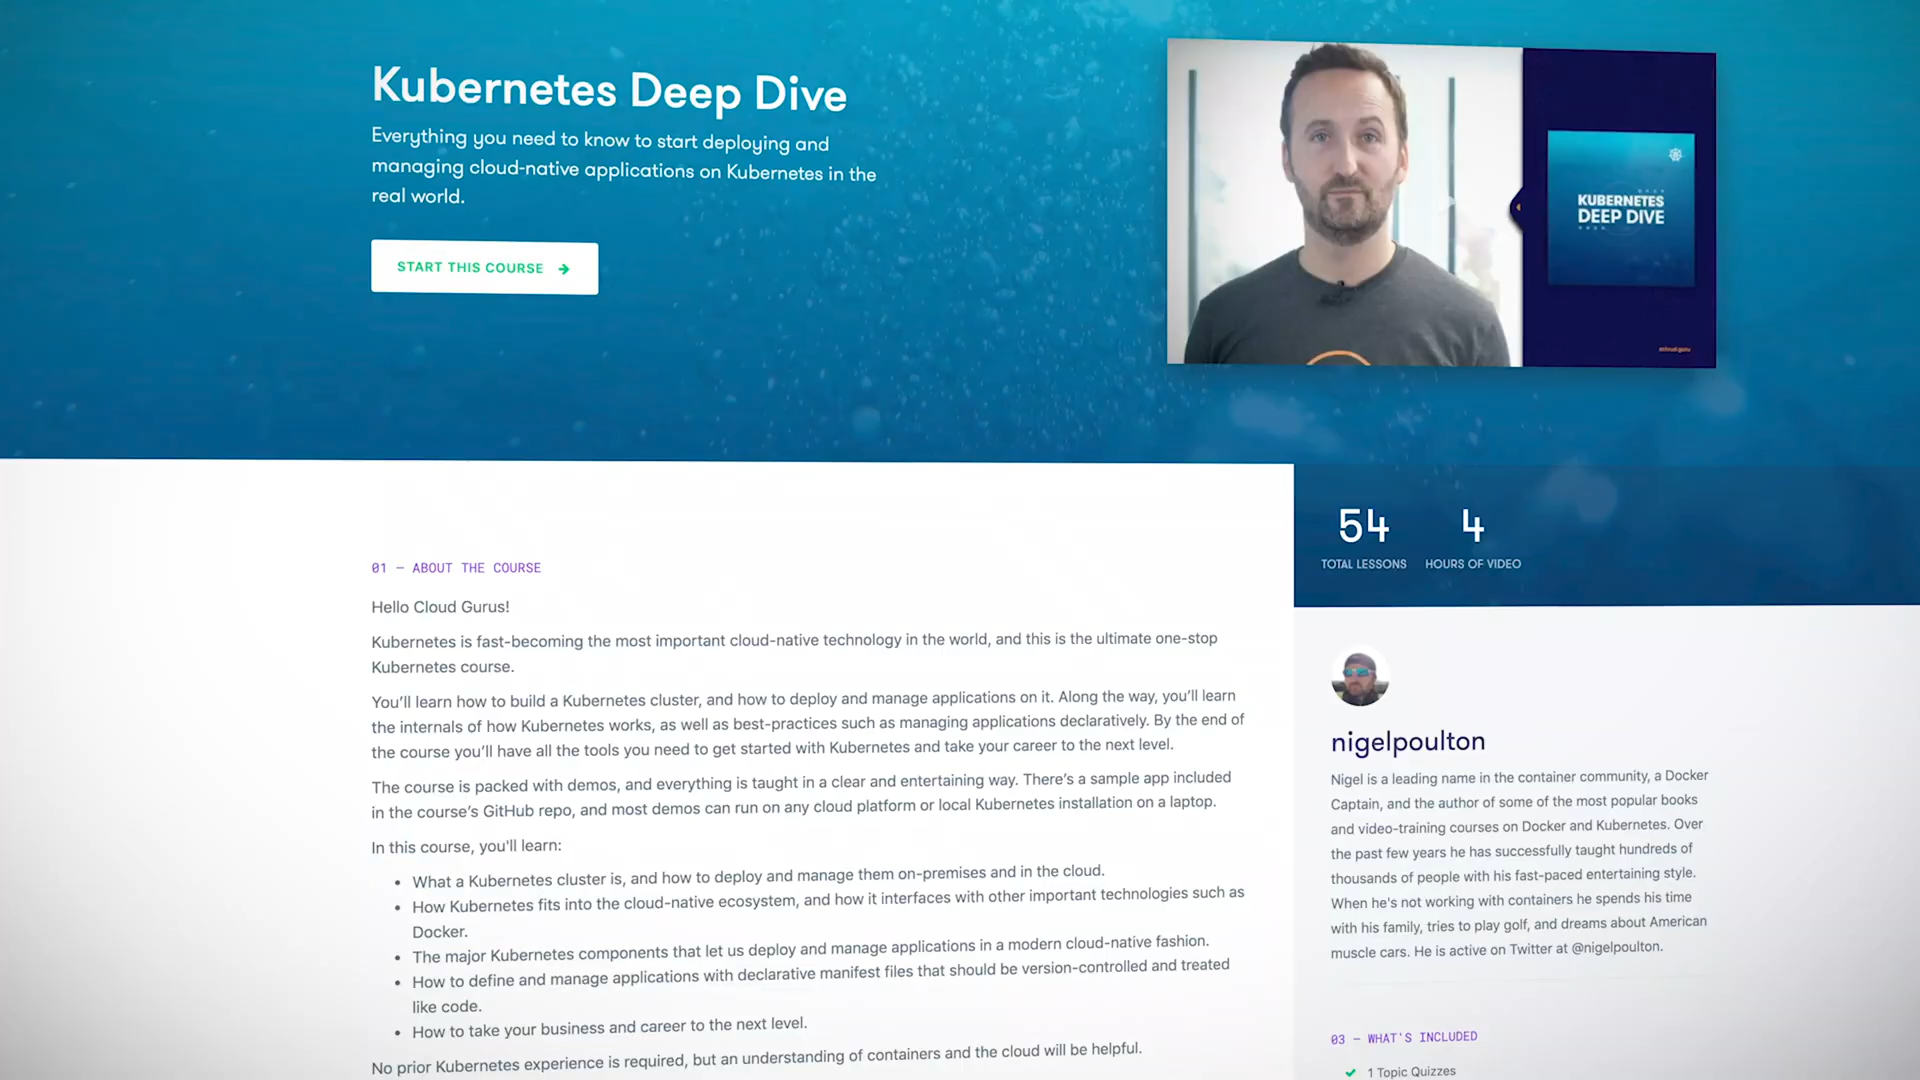 Kubernetes Deep Dive
Everything you need to know to start deploying and
managing cloud-native applications on Kubernetes in the
real world.
START THIS COURSE
KUBERNETES
DEEP DIVE
acloud.guru
54
TOTAL LESSONS
4
HOURS OF VIDEO
01 — ABOUT THE COURSE
Hello Cloud Gurus!
Kubernetes is fast-becoming the most important cloud-native technology in the world, and this is the ultimate one-stop
Kubernetes course.
You’ll learn how to build a Kubernetes cluster, and how to deploy and manage applications on it. Along the way, you’ll learn
the internals of how Kubernetes works, as well as best-practices such as managing applications declaratively. By the end of
the course you’ll have all the tools you need to get started with Kubernetes and take your career to the next level.
The course is packed with demos, and everything is taught in a clear and entertaining way. There’s a sample app included
in the course’s GitHub repo, and most demos can run on any cloud platform or local Kubernetes installation on a laptop.
In this course, you'll learn:
• What a Kubernetes cluster is, and how to deploy and manage them on-premises and in the cloud.
• How Kubernetes fits into the cloud-native ecosystem, and how it interfaces with other important technologies such as
Docker.
• The major Kubernetes components that let us deploy and manage applications in a modern cloud-native fashion.
• How to define and manage applications with declarative manifest files that should be version-controlled and treated
like code.
• How to take your business and career to the next level.
No prior Kubernetes experience is required, but an understanding of containers and the cloud will be helpful.
nigelpoulton
Nigel is a leading name in the container community, a Docker
Captain, and the author of some of the most popular books
and video-training courses on Docker and Kubernetes. Over
the past few years he has successfully taught hundreds of
thousands of people with his fast-paced entertaining style.
When he's not working with containers he spends his time
with his family, tries to play golf, and dreams about American
muscle cars. He is active on Twitter at @nigelpoulton.
03 — WHAT'S INCLUDED
1 Topic Quizzes